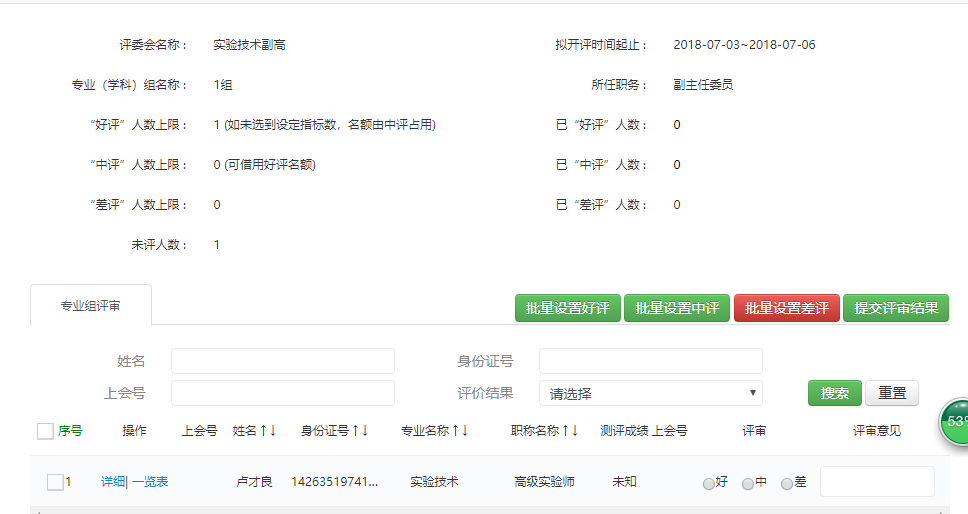 评委会名称： 实验技术副高 拟开评时间起止： 2018-07-03~2018-07-06
专业（学科）组名称： 1组 所任职务： 副主任委员
“好评”人数上限： 1 (如未选到设定指标数，名额由中评占用) 已“好评”人数： 0
“中评”人数上限： 0 (可借用好评名额) 已“中评”人数： 0
“差评”人数上限： 0 已“差评”人数： 0
未评人数： 1
专业组评审 批量设置好评 批量设置中评 批量设置差评 提交评审结果
姓名 身份证号
上会号 评价结果 请选择 搜索 重置
序号 操作 上会号 姓名↑↓ 身份证号↑↓ 专业名称↑↓ 职称名称↑↓ 测评成绩 上会号 评审 评审意见
1 详细| 一览表 卢才良 14263519741... 实验技术 高级实验师 未知 好 中 差